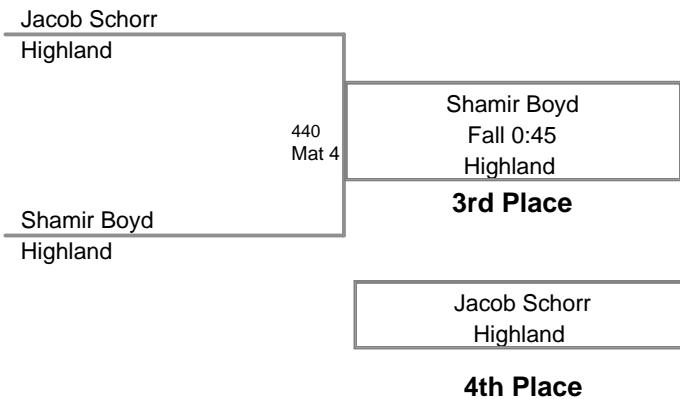 Jacob Schorr
Highland
440
Mat 4
Shamir Boyd
Fall 0:45
Highland
3rd Place
Shamir Boyd
Highland
Jacob Schorr
Highland
4th Place